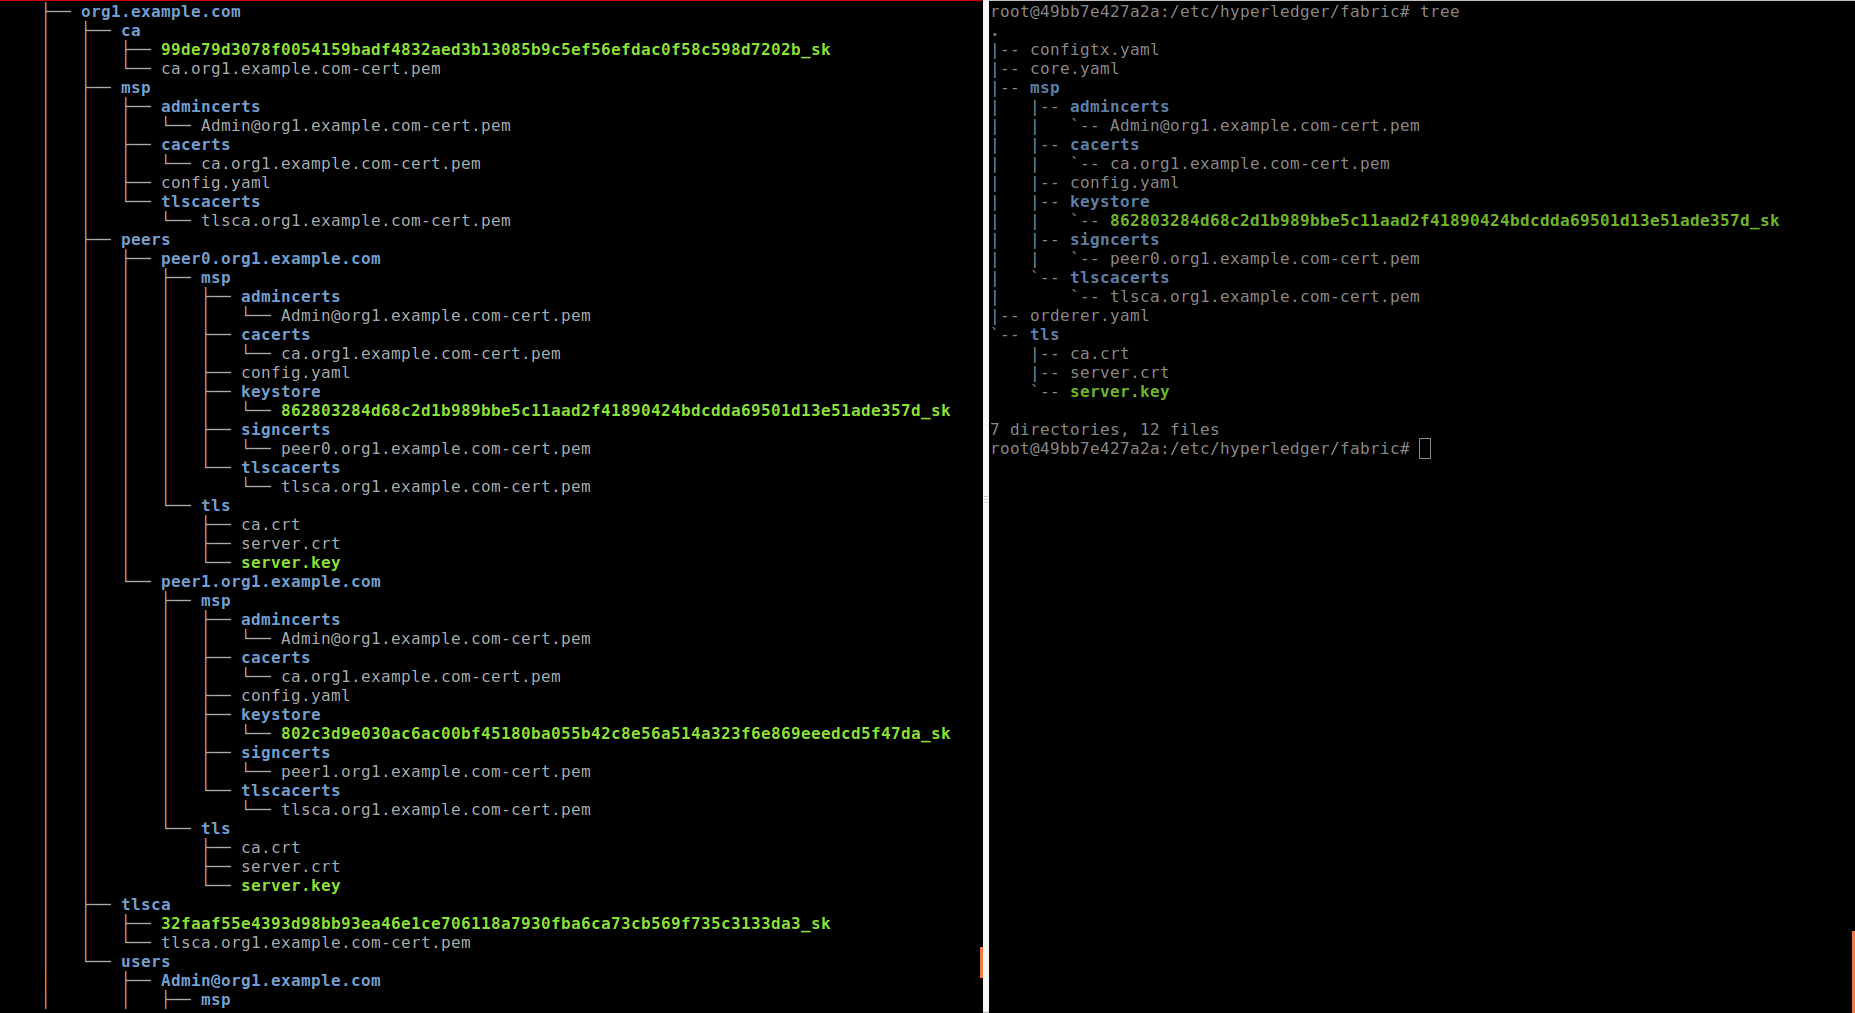 ├── org1.example.com
│   ├── ca
│   │   ├── 99de79d3078f0054159badf4832aed3b13085b9c5ef56efdac0f58c598d7202b_sk
│   │   └── ca.org1.example.com-cert.pem
│   ├── msp
│   │   ├── admincerts
│   │   │   └── Admin@org1.example.com-cert.pem
│   │   ├── cacerts
│   │   │   └── ca.org1.example.com-cert.pem
│   │   ├── config.yaml
│   │   └── tlscacerts
│   │       └── tlsca.org1.example.com-cert.pem
│   ├── peers
│   │   ├── peer0.org1.example.com
│   │   │   ├── msp
│   │   │   │   ├── admincerts
│   │   │   │   │   └── Admin@org1.example.com-cert.pem
│   │   │   │   ├── cacerts
│   │   │   │   │   └── ca.org1.example.com-cert.pem
│   │   │   │   ├── config.yaml
│   │   │   │   ├── keystore
│   │   │   │   │   └── 862803284d68c2d1b989bbe5c11aad2f41890424bdcdda69501d13e51ade357d_sk
│   │   │   │   ├── signcerts
│   │   │   │   │   └── peer0.org1.example.com-cert.pem
│   │   │   │   └── tlscacerts
│   │   │   │       └── tlsca.org1.example.com-cert.pem
│   │   │   └── tls
│   │   │       ├── ca.crt
│   │   │       ├── server.crt
│   │   │       └── server.key
│   │   └── peer1.org1.example.com
│   │       ├── msp
│   │       │   ├── admincerts
│   │       │   │   └── Admin@org1.example.com-cert.pem
│   │       │   ├── cacerts
│   │       │   │   └── ca.org1.example.com-cert.pem
│   │       │   ├── config.yaml
│   │       │   ├── keystore
│   │       │   │   └── 802c3d9e030ac6ac00bf45180ba055b42c8e56a514a323f6e869eeedcd5f47da_sk
│   │       │   ├── signcerts
│   │       │   │   └── peer1.org1.example.com-cert.pem
│   │       │   └── tlscacerts
│   │       │       └── tlsca.org1.example.com-cert.pem
│   │       └── tls
│   │           ├── ca.crt
│   │           ├── server.crt
│   │           └── server.key
│   ├── tlsca
│   │   ├── 32faaf55e4393d98bb93ea46e1ce706118a7930fba6ca73cb569f735c3133da3_sk
│   │   └── tlsca.org1.example.com-cert.pem
│   └── users
│       ├── Admin@org1.example.com
│       │   ├── msp
root@49bb7e427a2a:/etc/hyperledger/fabric# tree
.
|-- configtx.yaml
|-- core.yaml
|-- msp
|   |-- admincerts
|   |   `-- Admin@org1.example.com-cert.pem
|   |-- cacerts
|   |   `-- ca.org1.example.com-cert.pem
|   |-- config.yaml
|   |-- keystore
|   |   `-- 862803284d68c2d1b989bbe5c11aad2f41890424bdcdda69501d13e51ade357d_sk
|   |-- signcerts
|   |   `-- peer0.org1.example.com-cert.pem
|   `-- tlscacerts
|       `-- tlsca.org1.example.com-cert.pem
|-- orderer.yaml
`-- tls
    |-- ca.crt
    |-- server.crt
    `-- server.key
7 directories, 12 files
root@49bb7e427a2a:/etc/hyperledger/fabric#